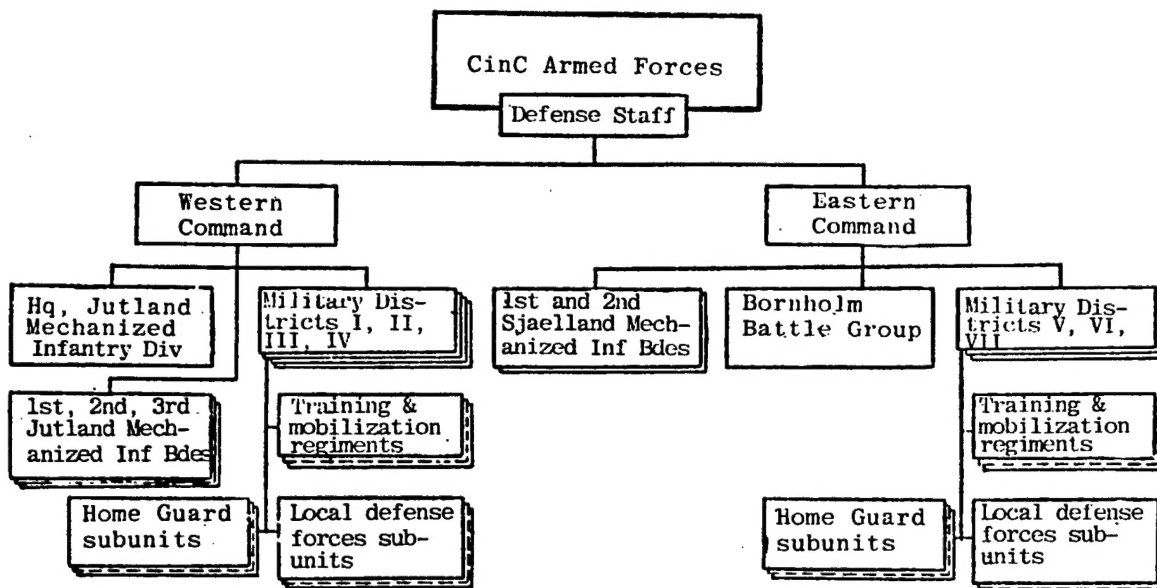 CinC Armed Forces
Defense Staff
Western
Command
Eastern
Command
Hq, Jutland
Mechanized
Infantry Div
Military Dis-
tricts I, II,
III, IV
1st and 2nd
Sjaelland Mech-
anized Inf Bdes
Bornholm
Battle Group
Military Dis-
tricts V, VI,
VII
1st, 2nd, 3rd
Jutland Mech-
anized Inf Bdes
Training &
mobilization
regiments
Training &
mobilization
regiments
Home Guard
subunits
Local defense
forces sub-
units
Home Guard
subunits
Local defense
forces sub-
units